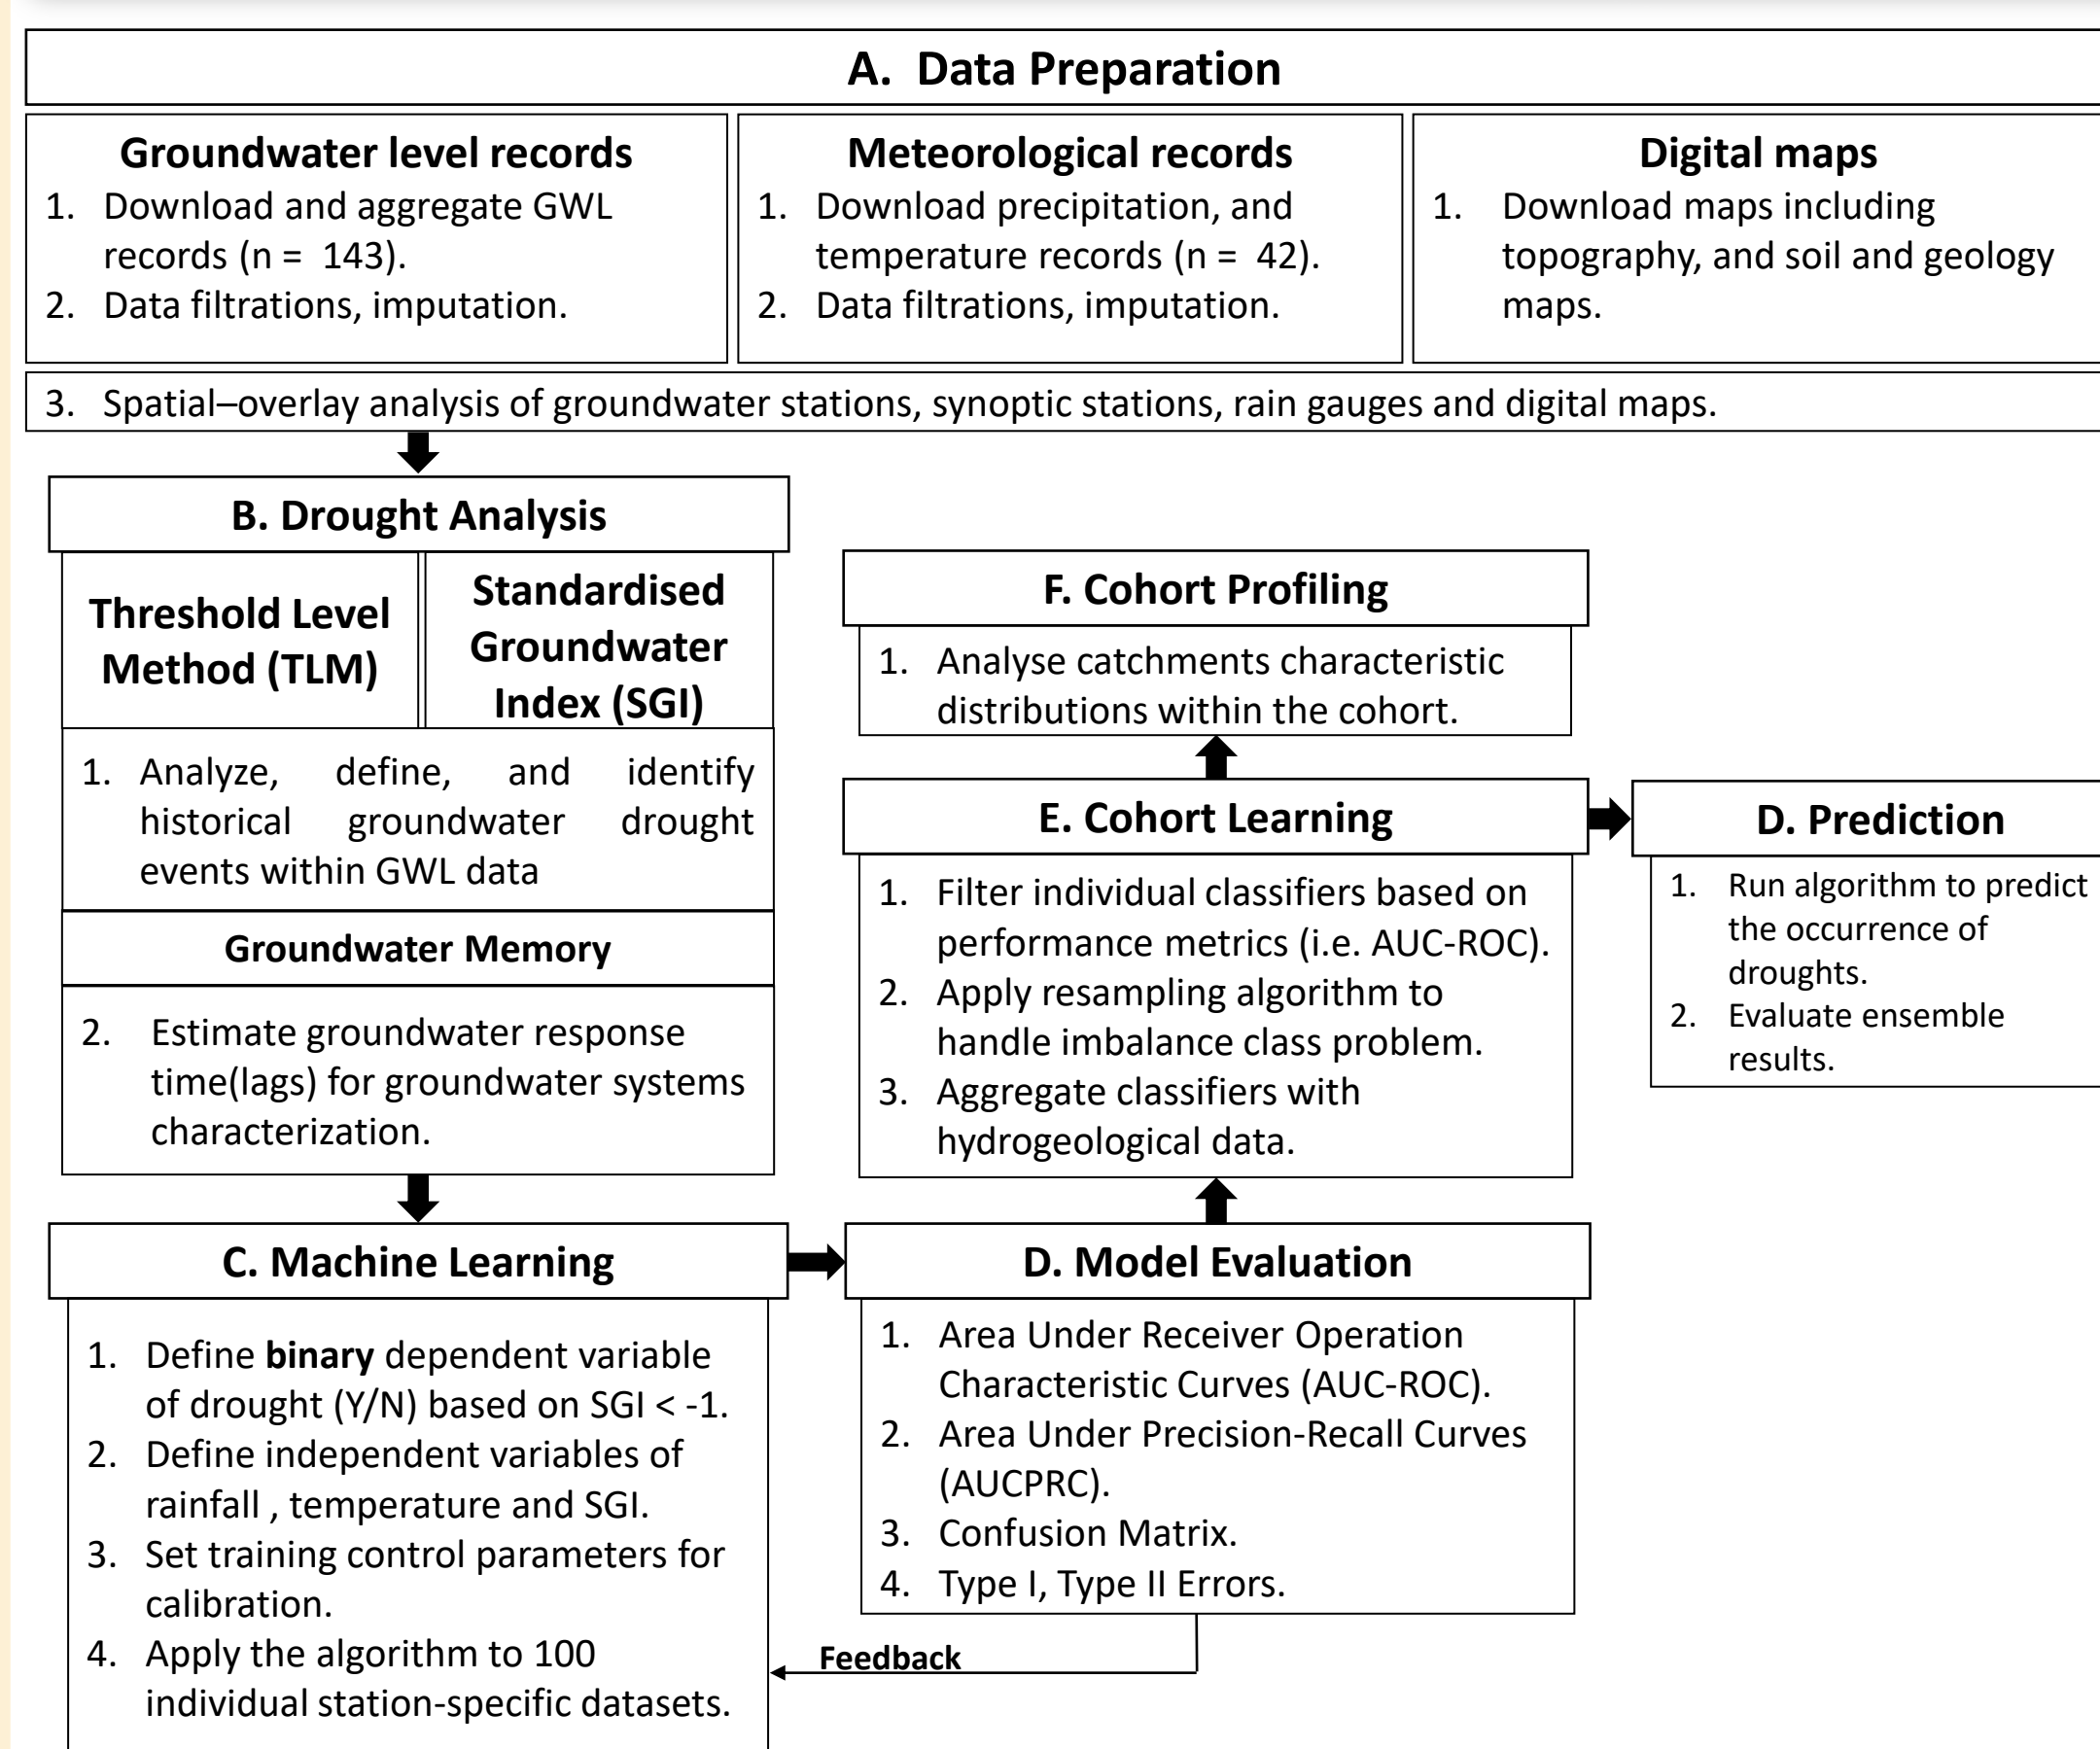 A. Data Preparation
Groundwater level records
1. Download and aggregate GWL
records (n = 143).
2. Data filtrations, imputation.
Meteorological records
1. Download precipitation, and
temperature records (n = 42).
2. Data filtrations, imputation.
Digital maps
1. Download maps including
topography, and soil and geology
maps.
3. Spatial–overlay analysis of groundwater stations, synoptic stations, rain gauges and digital maps.
B. Drought Analysis
Threshold Level
Method (TLM)
Standardised
Groundwater
Index (SGI)
1. Analyze, define, and identify
historical groundwater drought
events within GWL data
Groundwater Memory
2. Estimate groundwater response
time(lags) for groundwater systems
characterization.
C. Machine Learning
1. Define binary dependent variable
of drought (Y/N) based on SGI < -1.
2. Define independent variables of
rainfall , temperature and SGI.
3. Set training control parameters for
calibration.
4. Apply the algorithm to 100
individual station-specific datasets.
D. Model Evaluation
1. Area Under Receiver Operation
Characteristic Curves (AUC-ROC).
2. Area Under Precision-Recall Curves
(AUCPRC).
3. Confusion Matrix.
4. Type I, Type II Errors.
Feedback
E. Cohort Learning
1. Filter individual classifiers based on
performance metrics (i.e. AUC-ROC).
2. Apply resampling algorithm to
handle imbalance class problem.
3. Aggregate classifiers with
hydrogeological data.
F. Cohort Profiling
1. Analyse catchments characteristic
distributions within the cohort.
D. Prediction
1. Run algorithm to predict
the occurrence of
droughts.
2. Evaluate ensemble
results.